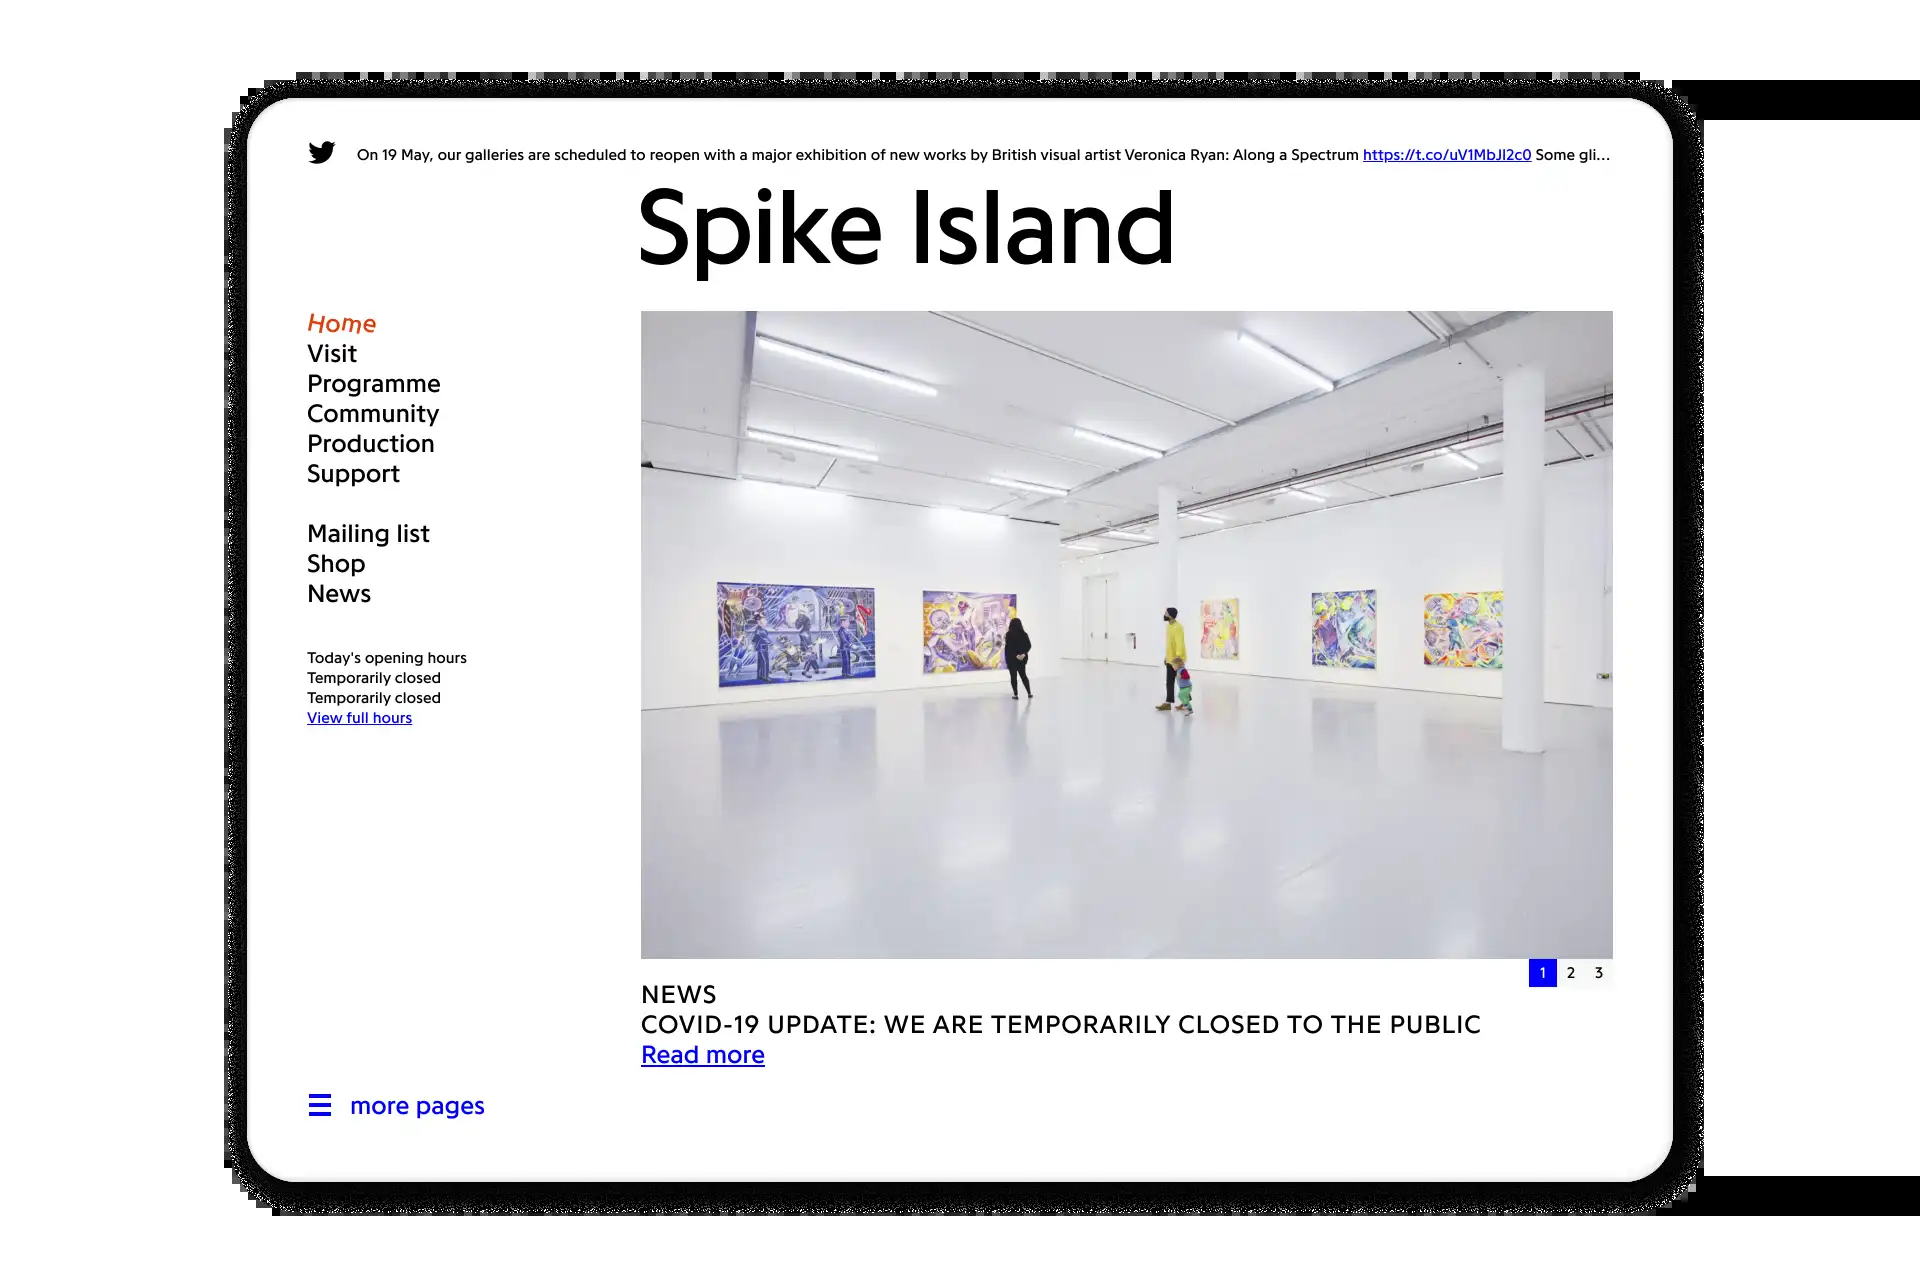 On 19 May, our galleries are scheduled to reopen with a major exhibition of new works by British visual artist Veronica Ryan: Along a Spectrum https://t.co/uV1MbJI2c0 Some gli...
Spike Island
Home
Visit
Programme
Community
Production
Support
Mailing list
Shop
News
Today's opening hours
Temporarily closed
Temporarily closed
View full hours
1 2 3
NEWS
COVID-19 UPDATE: WE ARE TEMPORARILY CLOSED TO THE PUBLIC
Read more
more pages